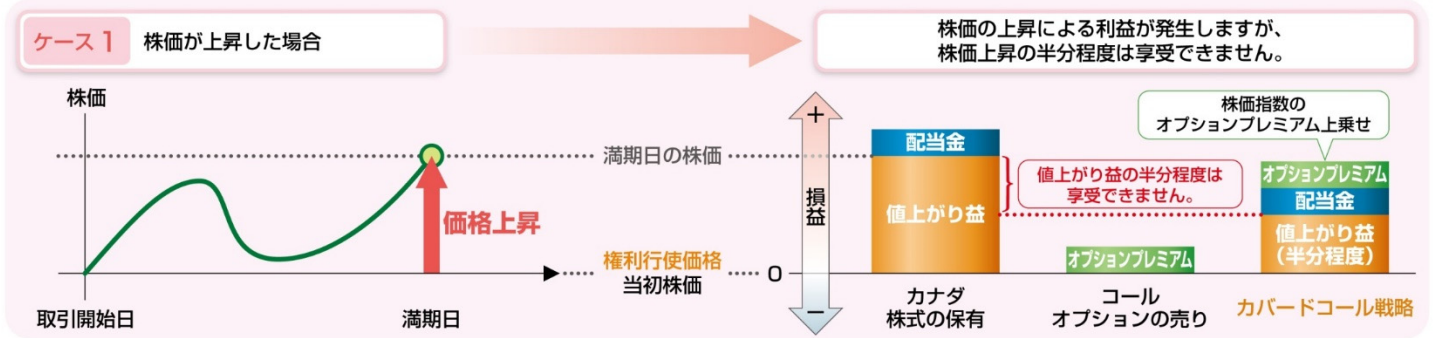 ケース1
株価が上昇した場合
株価の上昇による利益が発生しますが、
株価上昇の半分程度は享受できません。
株価
満期日の株価
価格上昇
権利行使価格
当初株価
取引開始日
満期日
+
損益
−
0
配当金
値上がり益
カナダ
株式の保有
値上がり益の半分程度は
享受できません。
オプションプレミアム
コール
オプションの売り
株価指数の
オプションプレミアム上乗せ
オプションプレミアム
配当金
値上がり益
(半分程度)
カバードコール戦略